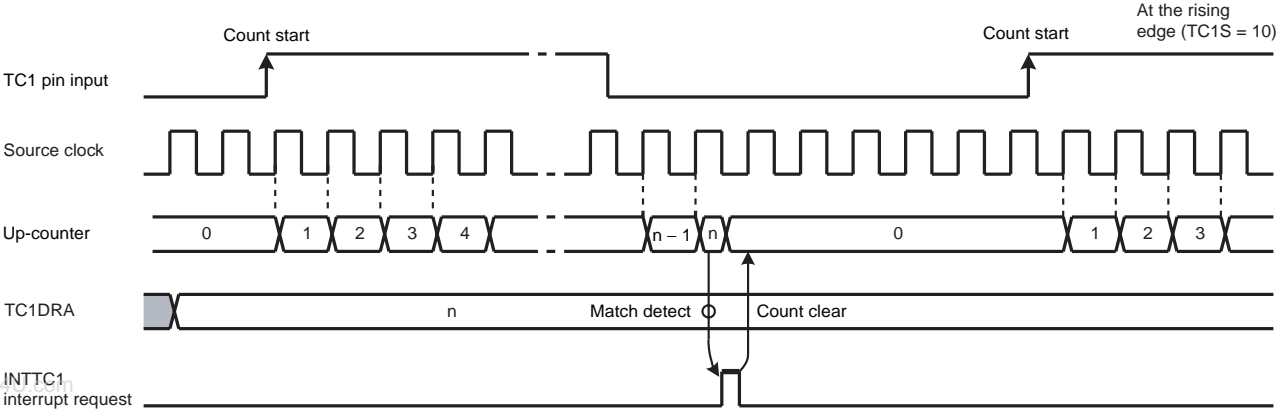 At the rising
edge (TC1S = 10)
Count start
Count start
TC1 pin input
Source clock
Up-counter
0 1 2 3 4 n – 1 n 0 1 2 3
TC1DRA
n
Match detect
Count clear
INTTC1
interrupt request